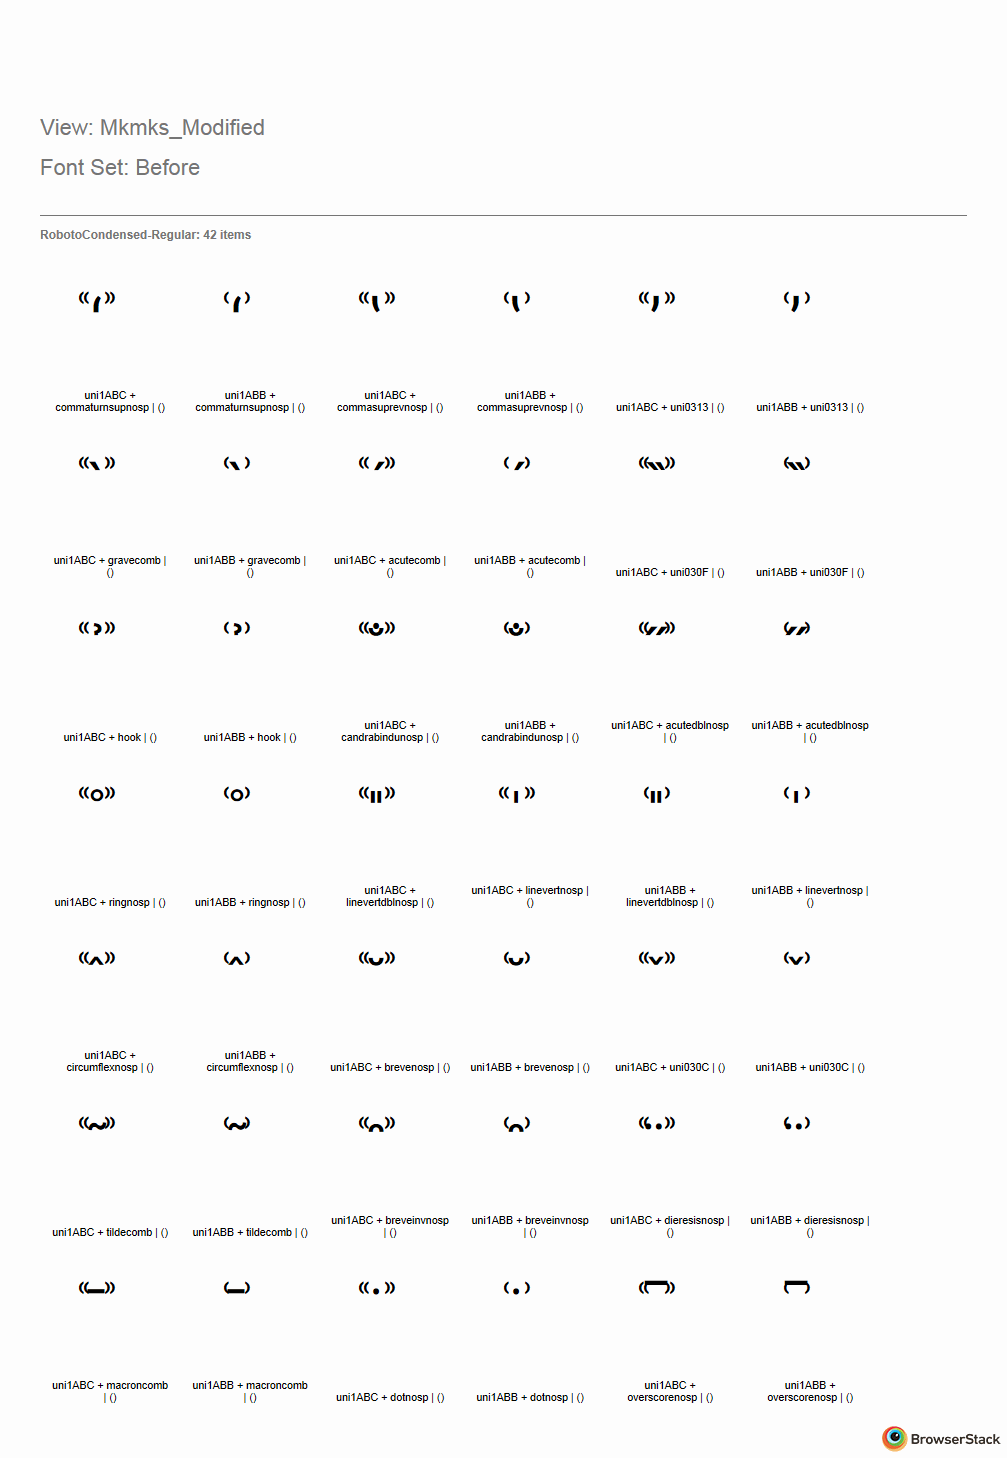 View: Mkmks_Modified
Font Set: Before
RobotoCondensed-Regular: 42 items
uni1ABC +
commaturnsupnosp | ()
uni1ABB +
commaturnsupnosp | ()
uni1ABC +
commasuprevnosp | ()
uni1ABB +
commasuprevnosp | ()
uni1ABC + uni0313 | ()
uni1ABB + uni0313 | ()
uni1ABC + gravecomb |
()
uni1ABB + gravecomb |
()
uni1ABC + acutecomb |
()
uni1ABB + acutecomb |
()
uni1ABC + uni030F | ()
uni1ABB + uni030F | ()
uni1ABC + hook | ()
uni1ABB + hook | ()
uni1ABC +
candrabindunosp | ()
uni1ABB +
candrabindunosp | ()
uni1ABC + acutedblnosp
| ()
uni1ABB + acutedblnosp
| ()
uni1ABC + ringnosp | ()
uni1ABB + ringnosp | ()
uni1ABC +
linevertdblnosp | ()
uni1ABC + linevertnosp |
()
uni1ABB +
linevertdblnosp | ()
uni1ABB + linevertnosp |
()
uni1ABC +
circumflexnosp | ()
uni1ABB +
circumflexnosp | ()
uni1ABC + brevenosp | ()
uni1ABB + brevenosp | ()
uni1ABC + uni030C | ()
uni1ABB + uni030C | ()
uni1ABC + tildecomb | ()
uni1ABB + tildecomb | ()
uni1ABC + breveinvnosp
| ()
uni1ABB + breveinvnosp
| ()
uni1ABC + dieresisnosp |
()
uni1ABB + dieresisnosp |
()
uni1ABC + macroncomb
| ()
uni1ABB + macroncomb
| ()
uni1ABC + dotnosp | ()
uni1ABB + dotnosp | ()
uni1ABC +
overscorenosp | ()
uni1ABB +
overscorenosp | ()
BrowserStack